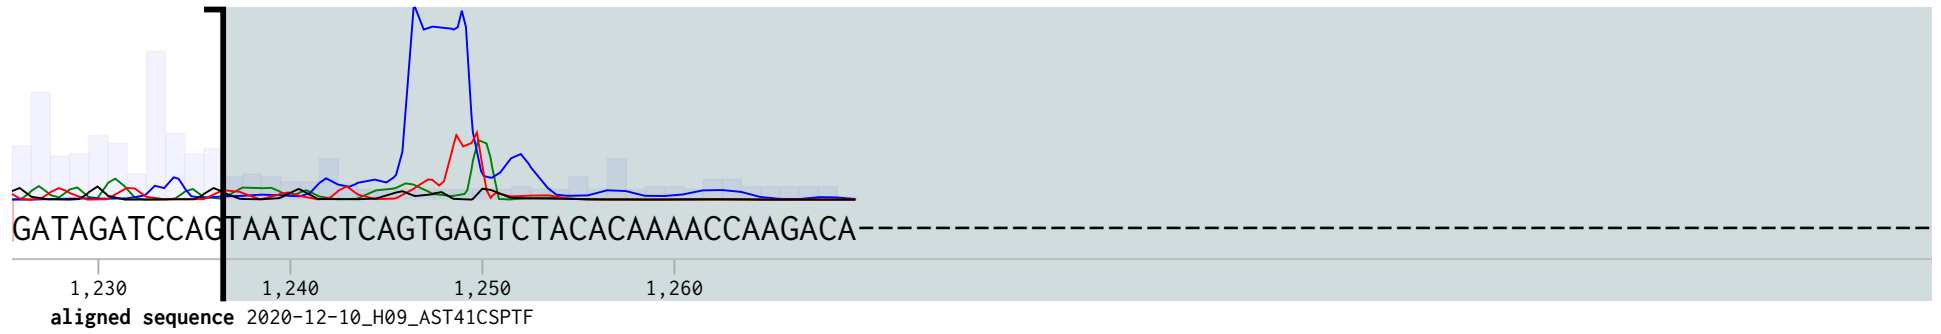 GATAGATCCAGTAATACTCAGTGAGTCTACACAAAACCAAGACA
1,230 1,240 1,250 1,260
aligned sequence 2020-12-10_H09_AST41CSPTF